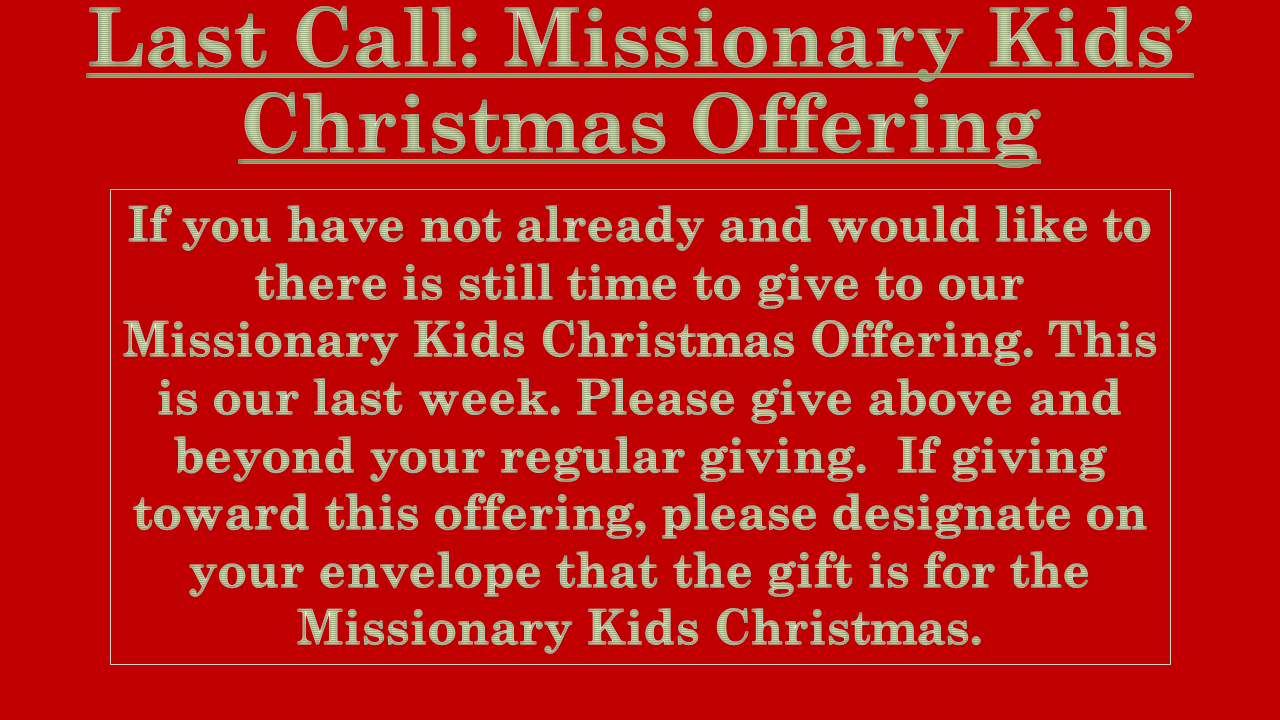 Last Call: Missionary Kids’
Christmas Offering
If you have not already and would like to
there is still time to give to our
Missionary Kids Christmas Offering. This
is our last week. Please give above and
beyond your regular giving.  If giving
toward this offering, please designate on
your envelope that the gift is for the
Missionary Kids Christmas.